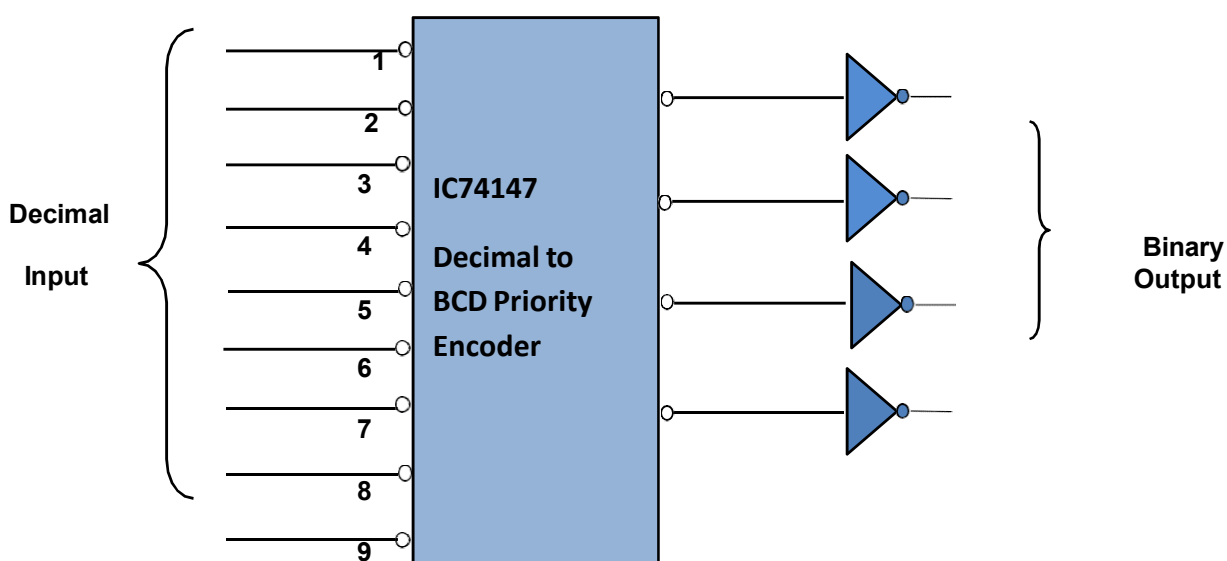 Decimal
Input
1
2
3
4
5
6
7
8
9
IC74147
Decimal to
BCD Priority
Encoder
Binary
Output